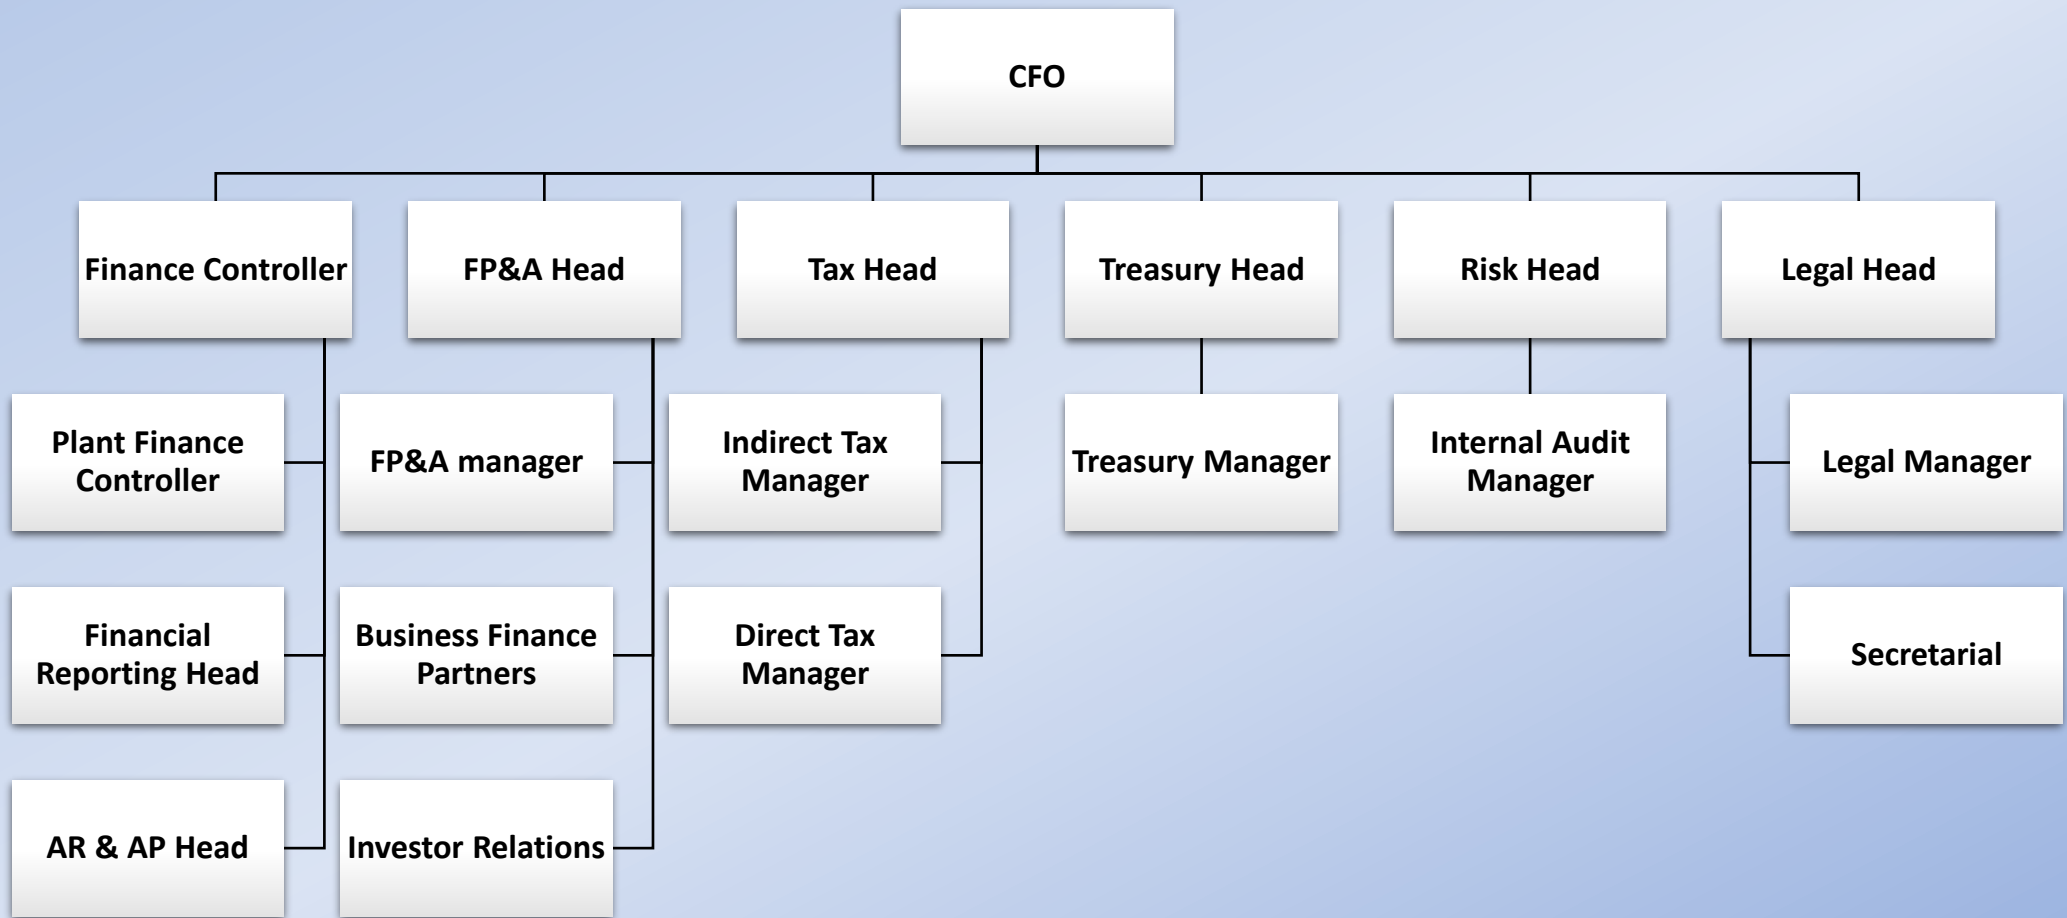 CFO
Finance Controller
FP&A Head
Tax Head
Treasury Head
Risk Head
Legal Head
Plant Finance
Controller
FP&A manager
Indirect Tax
Manager
Treasury Manager
Internal Audit
Manager
Legal Manager
Financial
Reporting Head
Business Finance
Partners
Direct Tax
Manager
Secretarial
AR & AP Head
Investor Relations